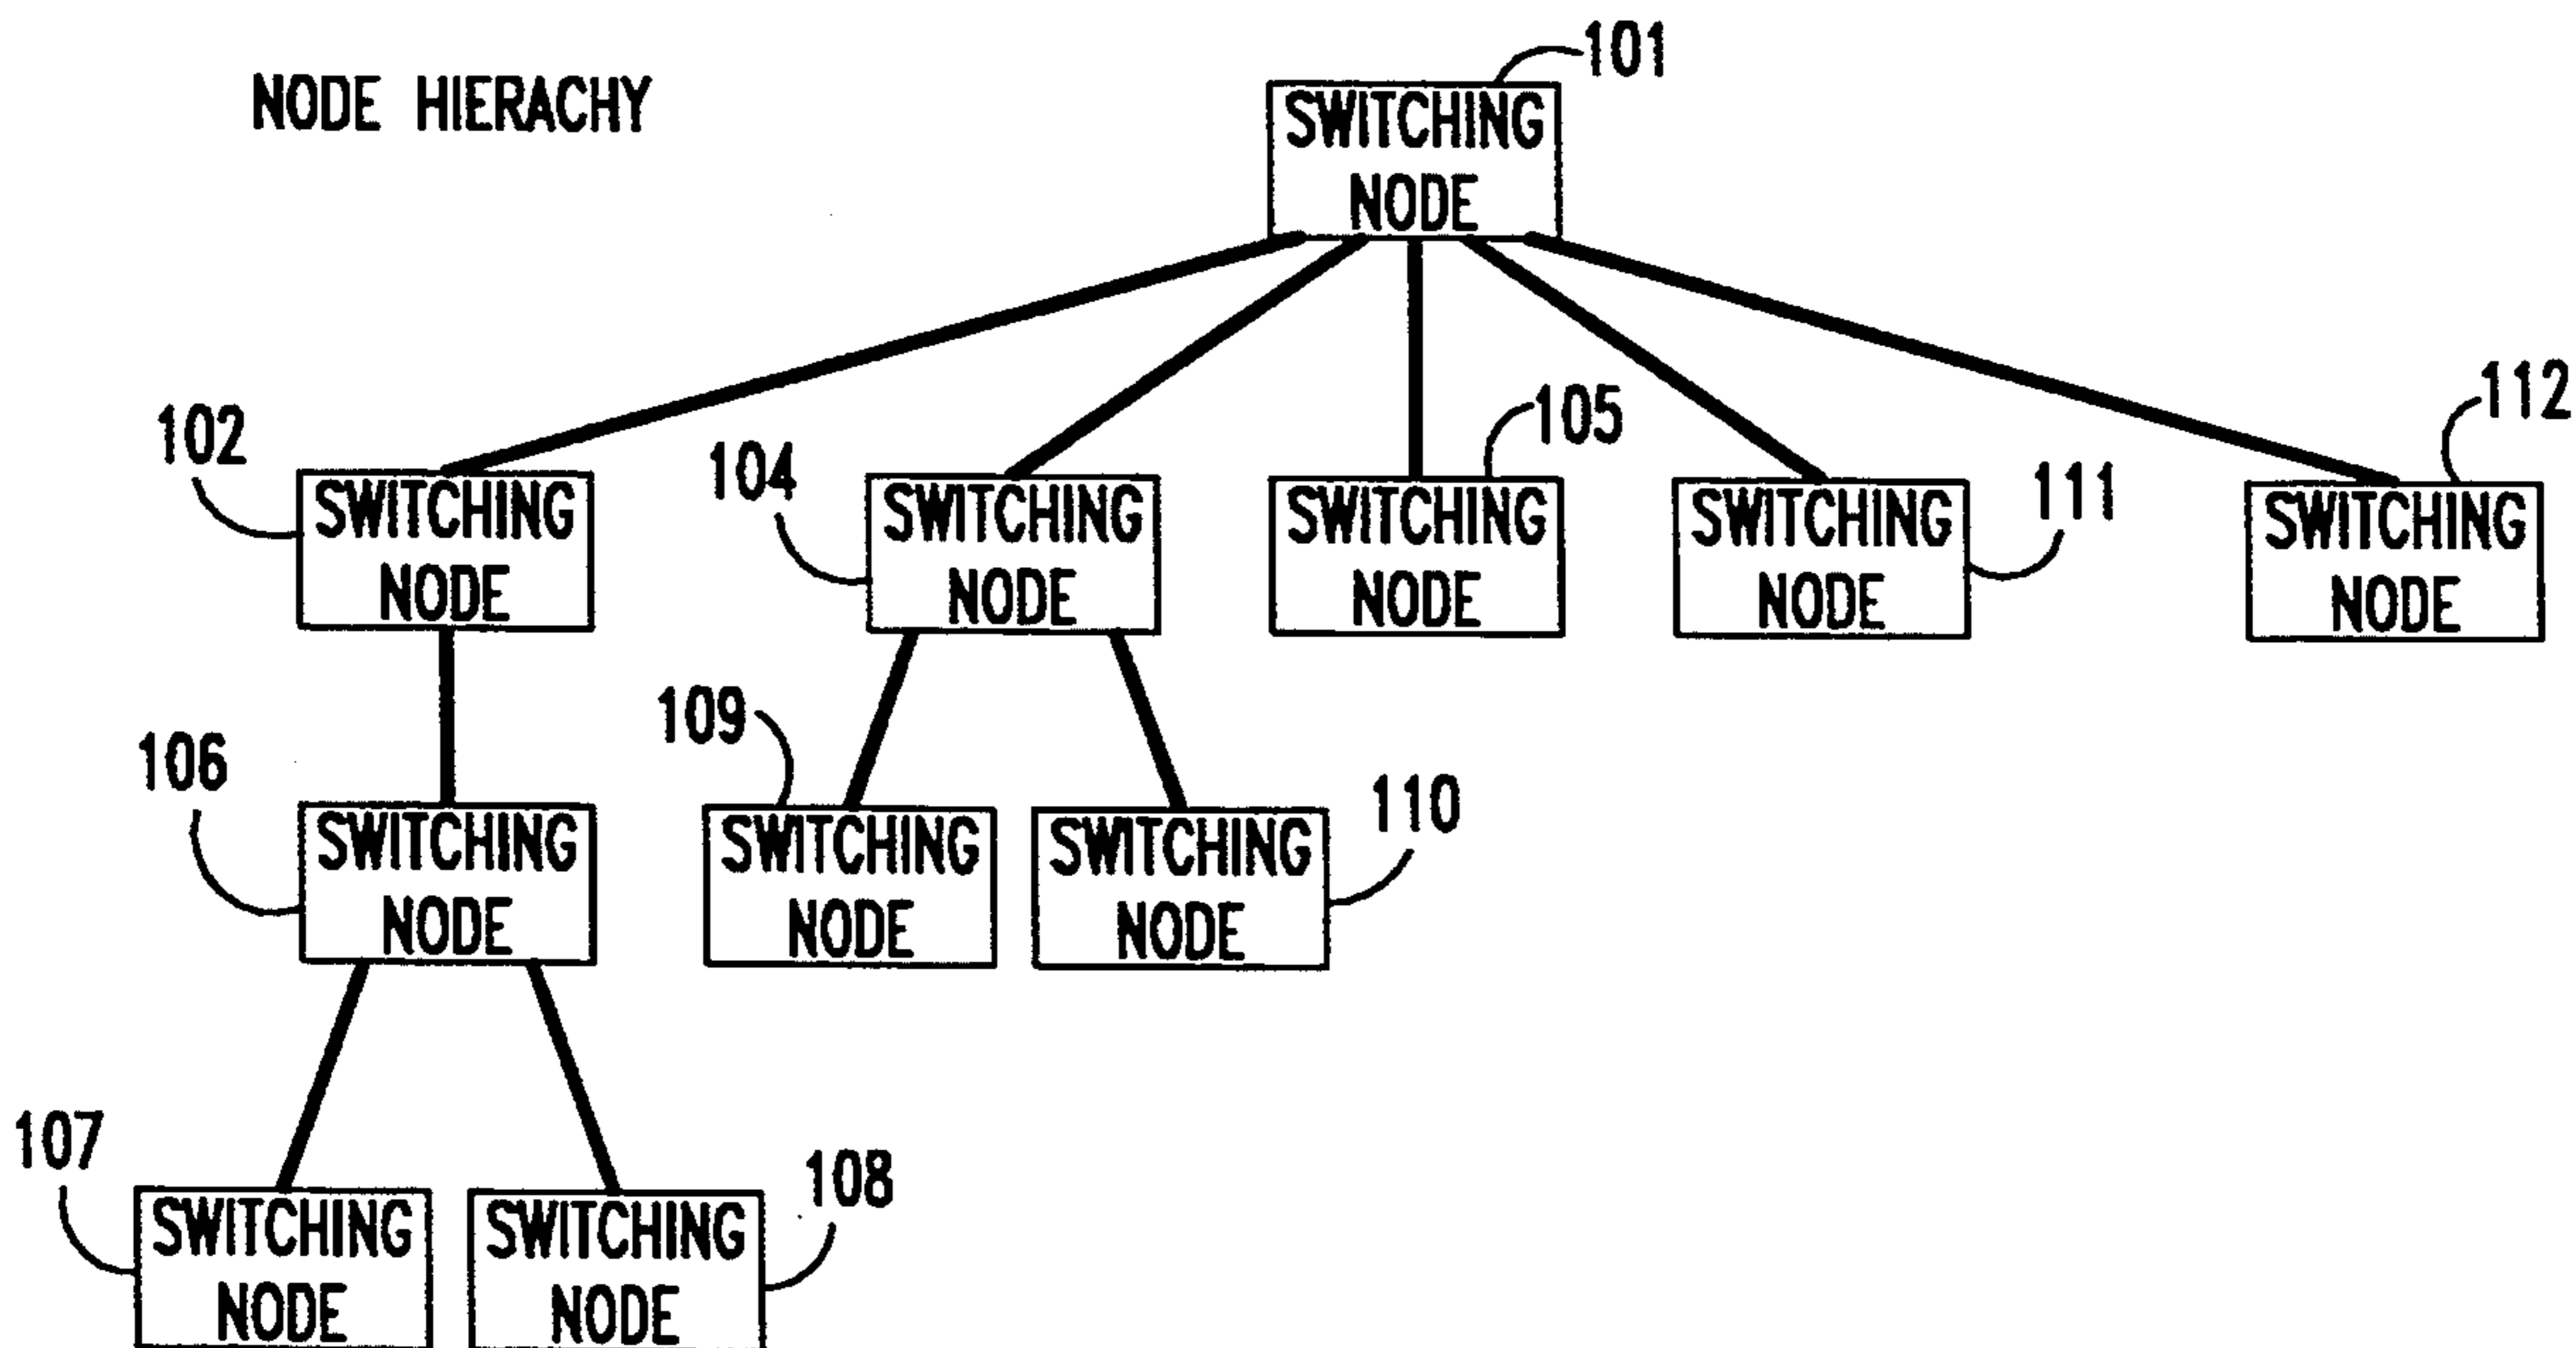 NODE HIERACHY
101
SWITCHING
NODE
102
SWITCHING
NODE
104
SWITCHING
NODE
105
SWITCHING
NODE
111
SWITCHING
NODE
112
SWITCHING
NODE
106
SWITCHING
NODE
109
SWITCHING
NODE
110
SWITCHING
NODE
107
SWITCHING
NODE
108
SWITCHING
NODE